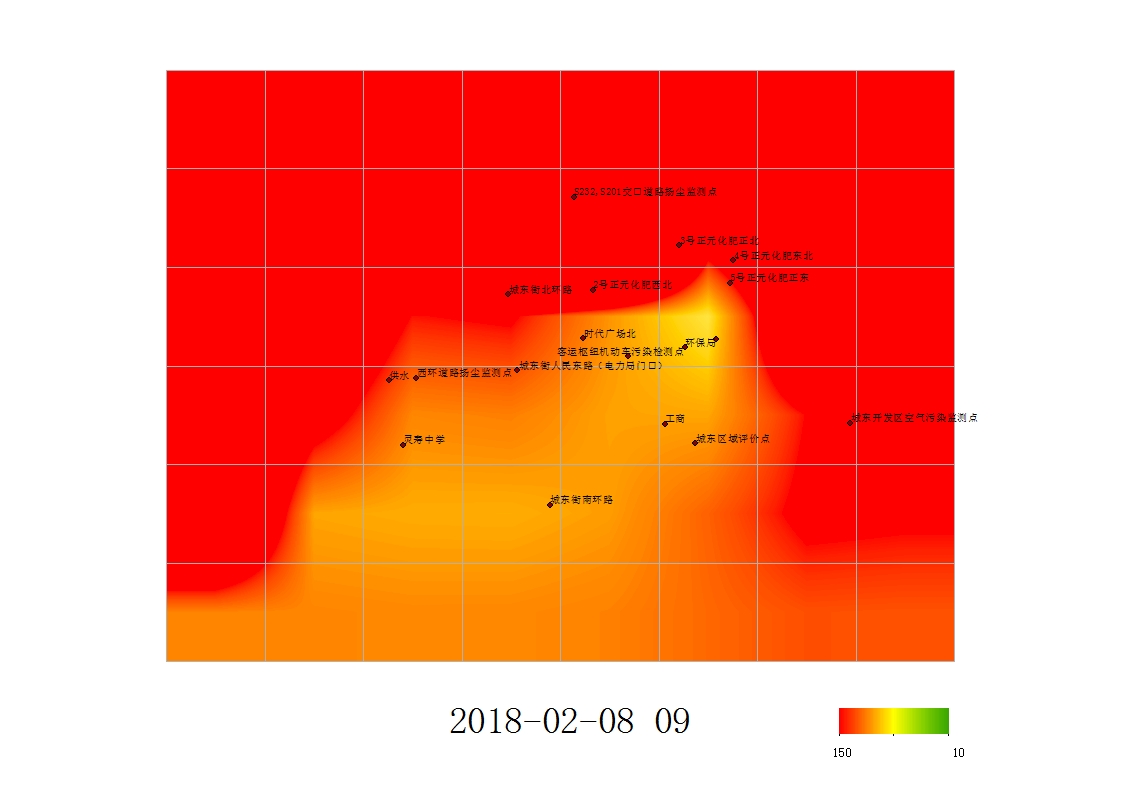 S232,S201交口道路扬尘监测点
3号正元化肥正北
4号正元化肥东北
5号正元化肥正东
2号正元化肥西北
城东街北环路
时代广场北
环保局
客运枢纽机动车污染检测点
城东街人民东路（电力局门口）
供水
西环道路扬尘监测点
城东开发区空气污染监测点
工商
城东区域评价点
灵寿中学
城东街南环路
2018-02-08 09
150
10